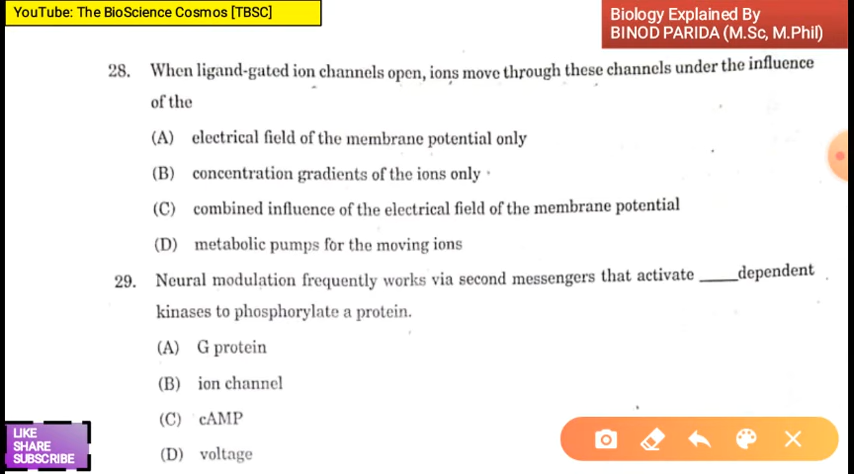 YouTube: The BioScience Cosmos [TBSC]
Biology Explained By
BINOD PARIDA (M.Sc, M.Phil)
28. When ligand-gated ion channels open, ions move through these channels under the influence
of the
(A) electrical field of the membrane potential only
(B) concentration gradients of the ions only
(C) combined influence of the electrical field of the membrane potential
(D) metabolic pumps for the moving ions
29. Neural modulation frequently works via second messengers that activate ____dependent
kinases to phosphorylate a protein.
(A) G protein
(B) ion channel
(C) cAMP
(D) voltage
LIKE
SHARE
SUBSCRIBE